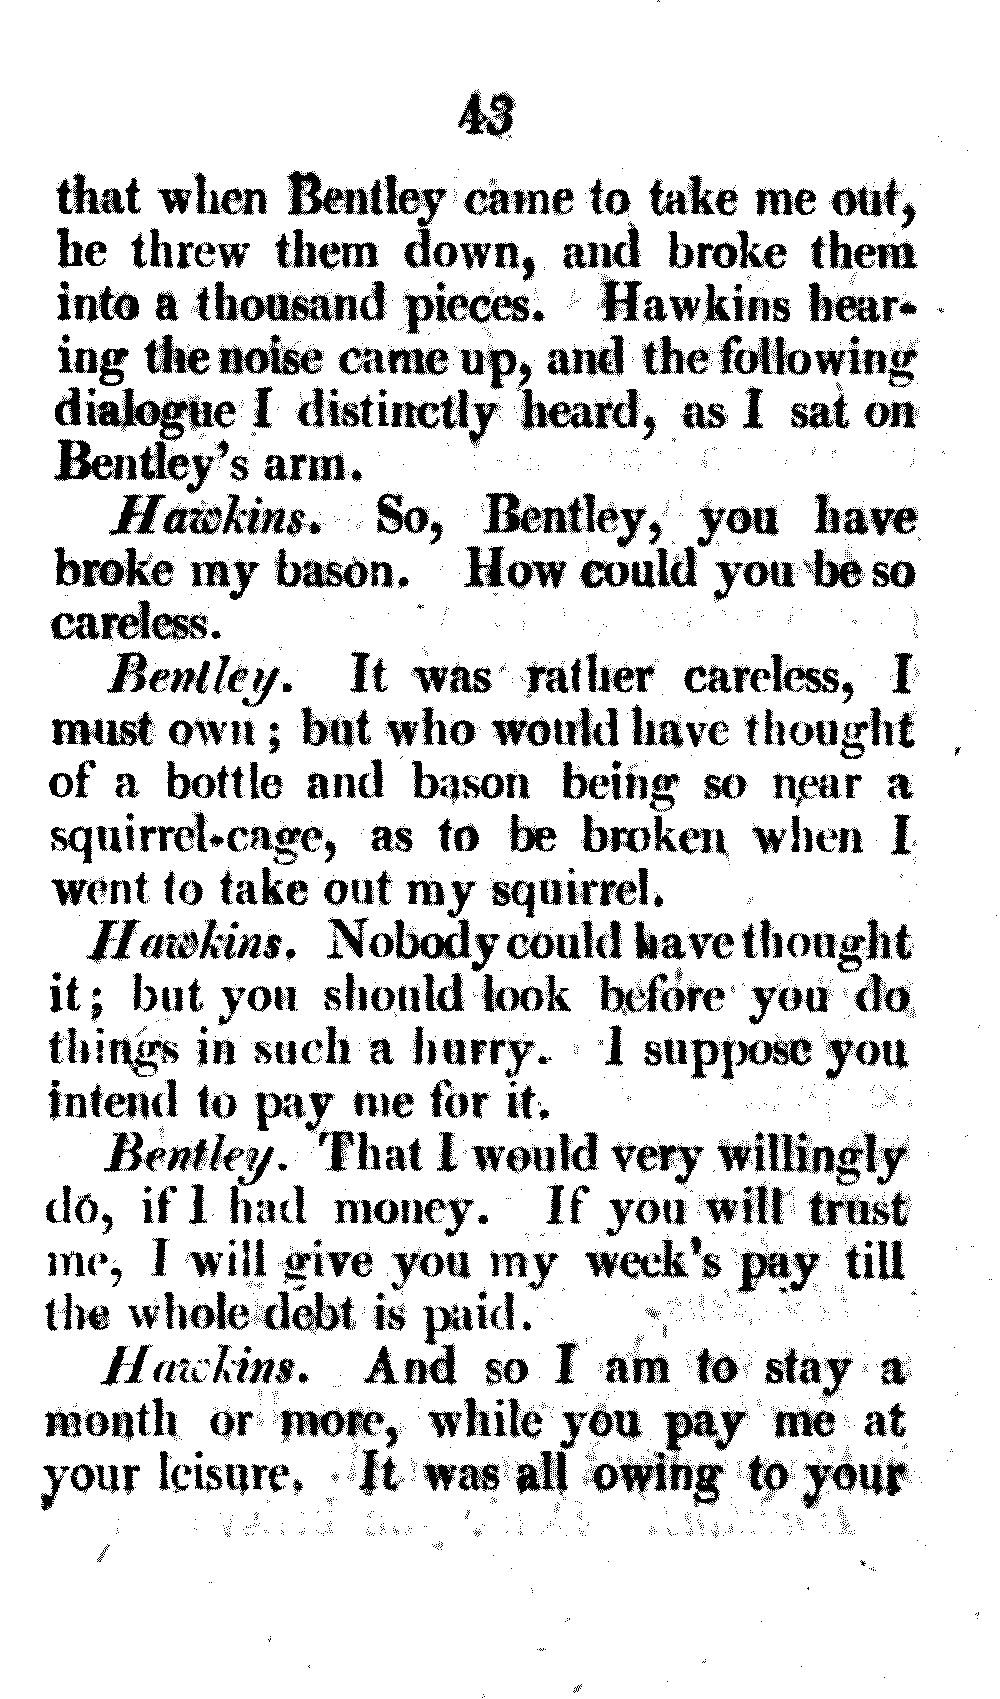 43
that when Bentley came to take me out,
he threw them down, and broke them
into a thousand pieces. Hawkins hear-
ing the noise came up, and the following
dialogue I distinctly heard, as I sat on
Bentley's arm.
Hawkins. So, Bentley, you have
broke my bason. How could you be so
careless.
Bentley. It was rather careless, I
must own; but who would have thought
of a bottle and bason being so near a
squirrel-cage, as to be broken when I
went to take out my squirrel.
Hawkins. Nobody could have thought
it; but you should look before you do
things in such a hurry. I suppose you
intend to pay me for it.
Bentley. That I would very willingly
do, if I had money. If you will trust
me, I will give you my week's pay till
the whole debt is paid.
Hawkins. And so I am to stay a
month or more, while you pay me at
your leisure. It was all owing to your